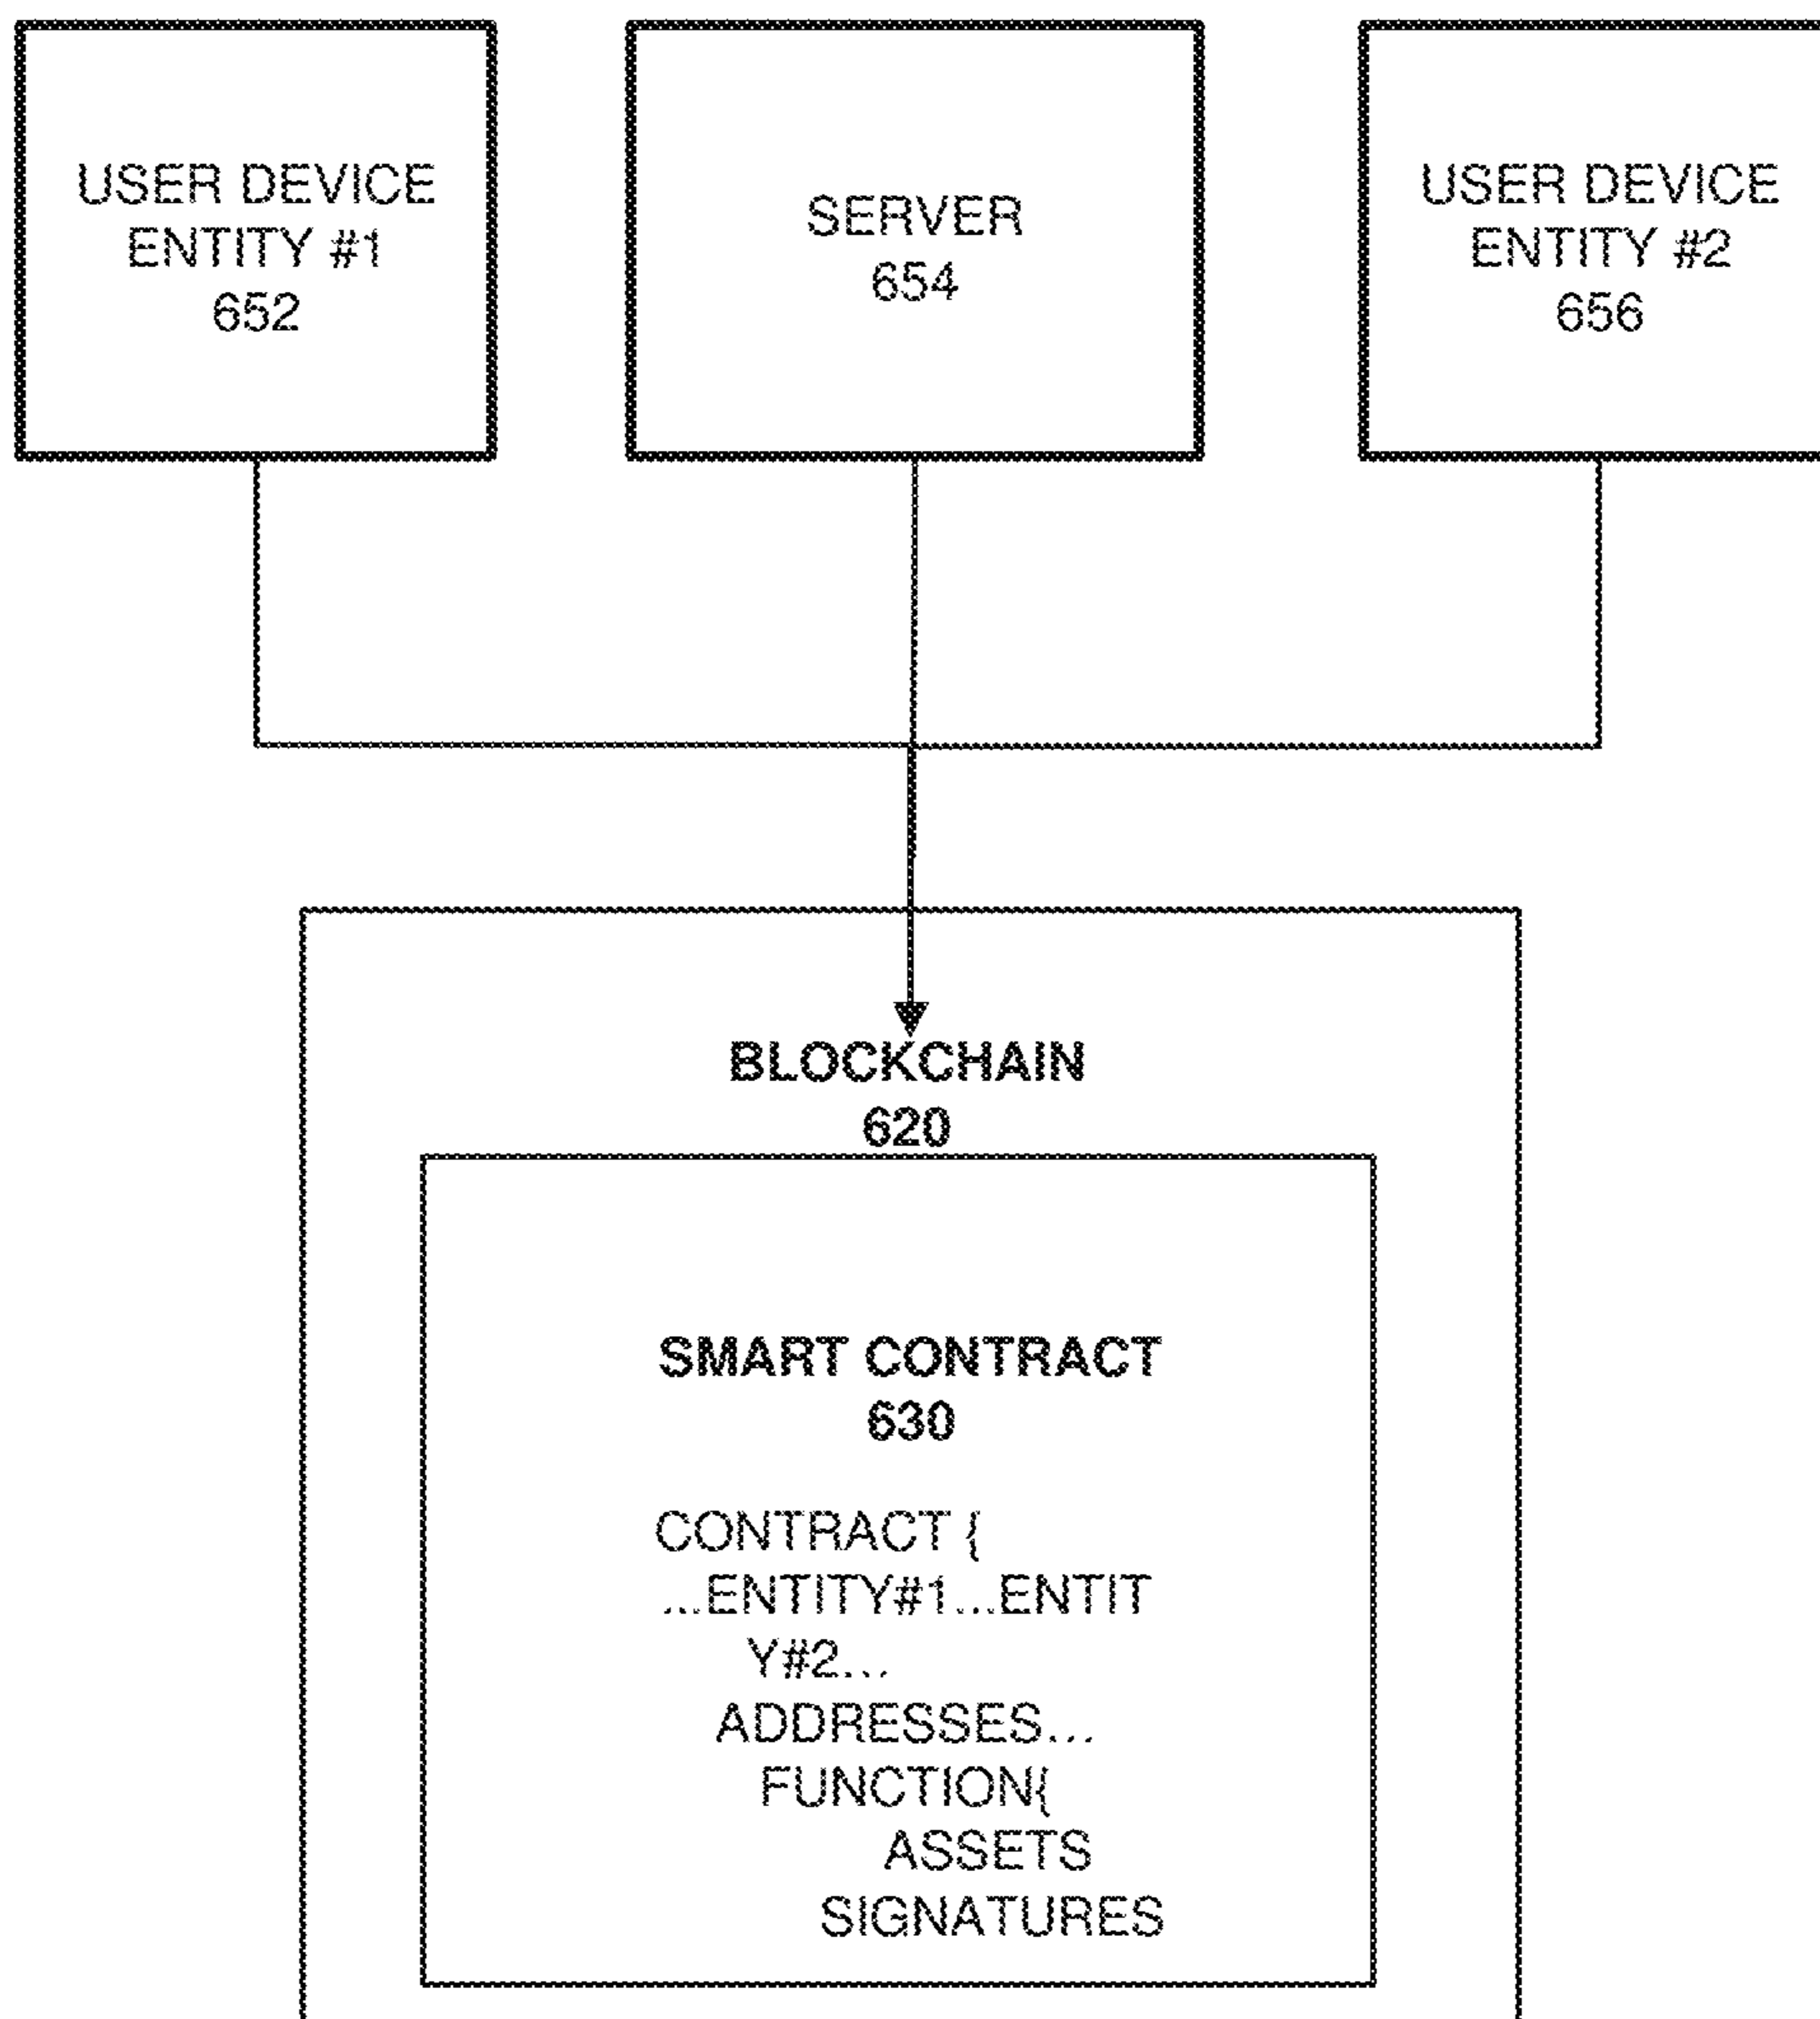 USER DEVICE
ENTITY #1
652
SERVER
654
USER DEVICE
ENTITY #2
656
BLOCKCHAIN
620
SMART CONTRACT
630
CONTRACT {
...ENTITY#1...ENTIT
Y#2...
ADDRESSES...
FUNCTION{
ASSETS
SIGNATURES